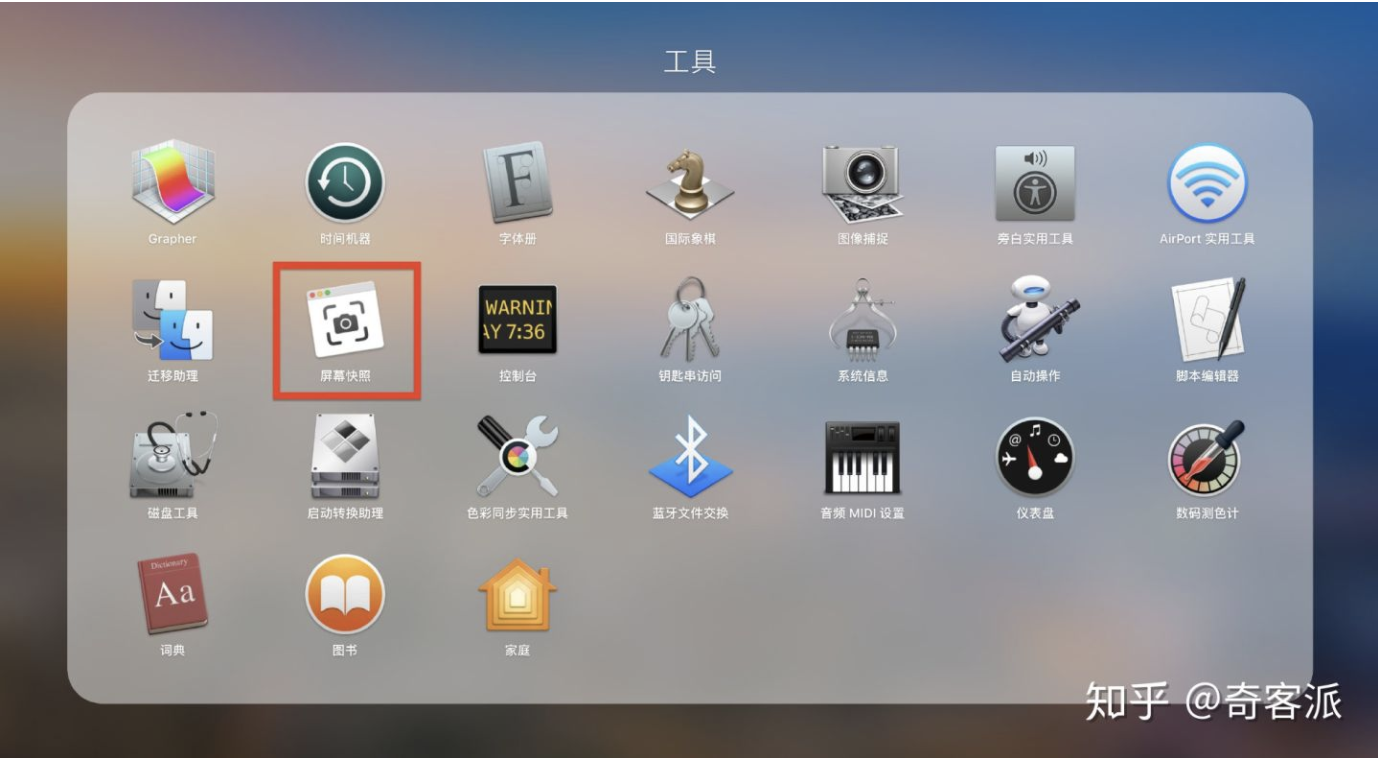 工具
F
Grapher
时间机器
字体册
国际象棋
图像捕捉
旁白实用工具
AirPort 实用工具
WARNIN
AY 7:36
迁移助理
屏幕快照
控制台
钥匙串访问
系统信息
自动操作
脚本编辑器
@
磁盘工具
启动转换助理
色彩同步实用工具
蓝牙文件交换
音频 MIDI 设置
仪表盘
数码测色计
Dictionary
Aa
词典
图书
家庭
知乎 @奇客派